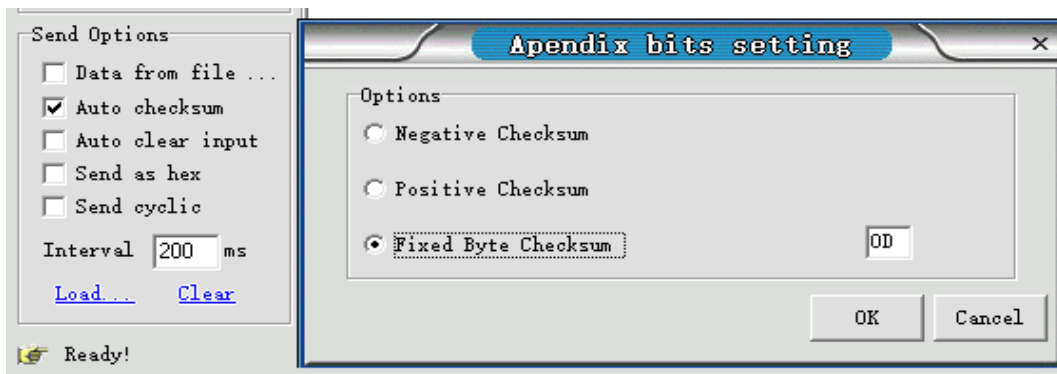 Send Options
Data from file ...
Auto checksum
Auto clear input
Send as hex
Send cyclic
Interval 200 ms
Load... Clear
Ready!
Apendix bits setting
Options
Negative Checksum
Positive Checksum
Fixed Byte Checksum 0D
OK Cancel